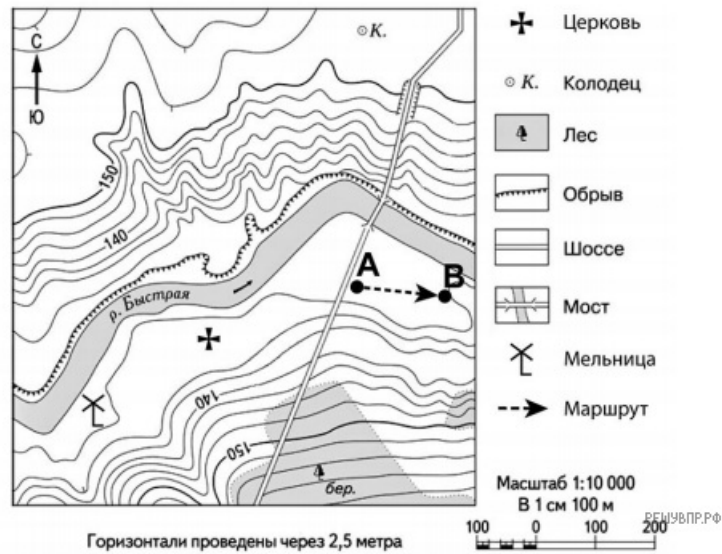 С
Ю
К.
150
140
р. Быстрая
А
В
140
150
бер.
Церковь
К. Колодец
Лес
Обрыв
Шоссе
Мост
Мельница
Маршрут
Масштаб 1:10 000
В 1 см 100 м
РЕШУВПР.РФ
Горизонтали проведены через 2,5 метра
100 0 100 200